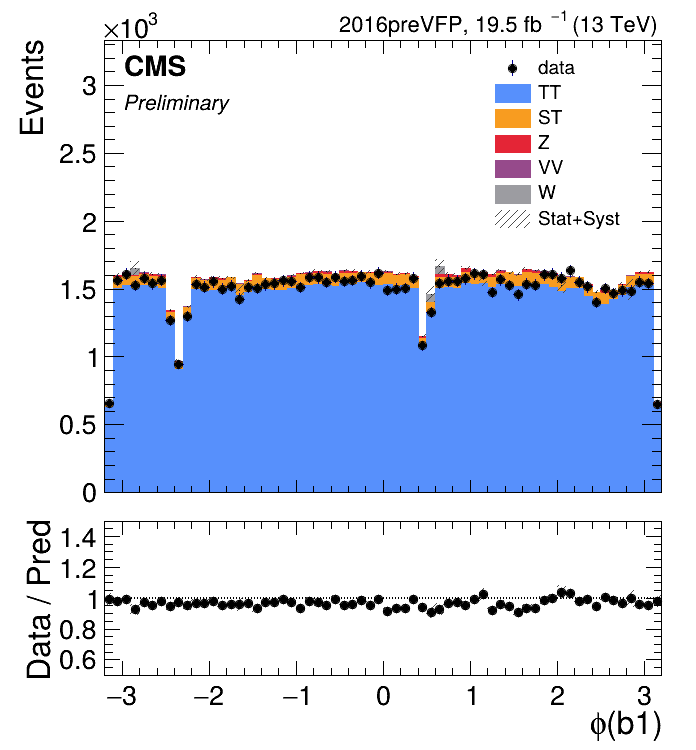 ×10³
2016preVFP, 19.5 fb⁻¹ (13 TeV)
CMS
Preliminary
Events
data
TT
ST
Z
VV
W
Stat+Syst
3
2.5
2
1.5
1
0.5
0
Data / Pred
1.4
1.2
1
0.8
0.6
−3 −2 −1 0 1 2 3
ϕ(b1)